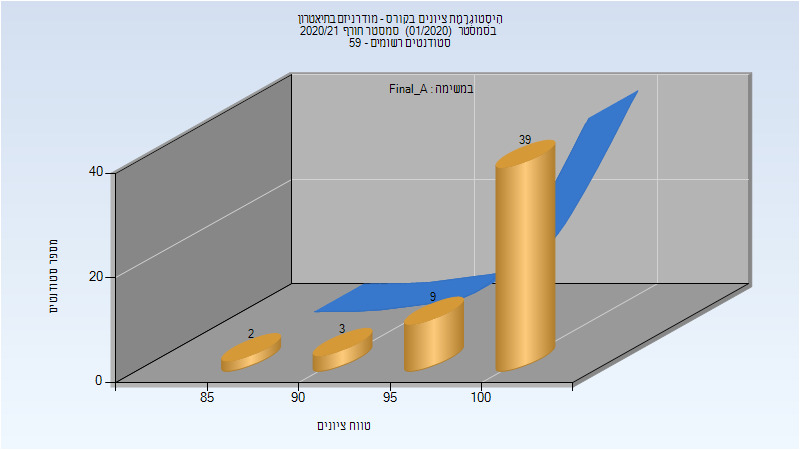 היסטוגרמת ציונים בקורס - מודרניזם בתיאטרון
בסמסטר (01/2020) סמסטר חורף 2020/21
סטודנטים רשומים - 59
במשימה : Final_A
מספר סטודנטים
40
20
0
2
3
9
39
85
90
95
100
טווח ציונים